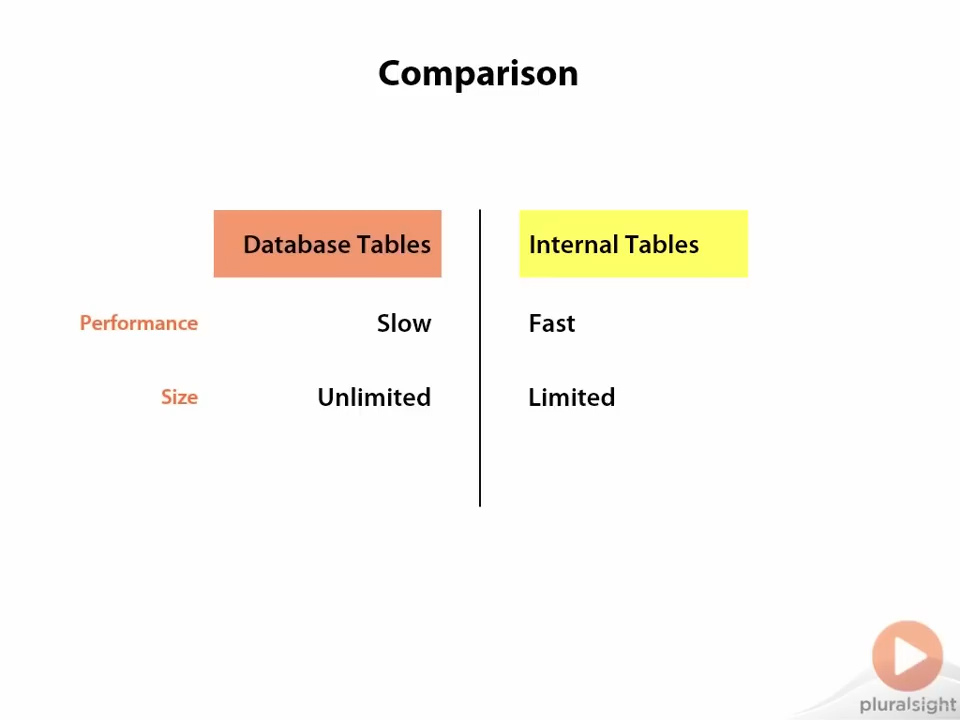 Comparison
Database Tables Internal Tables
Performance Slow Fast
Size Unlimited Limited
pluralsight